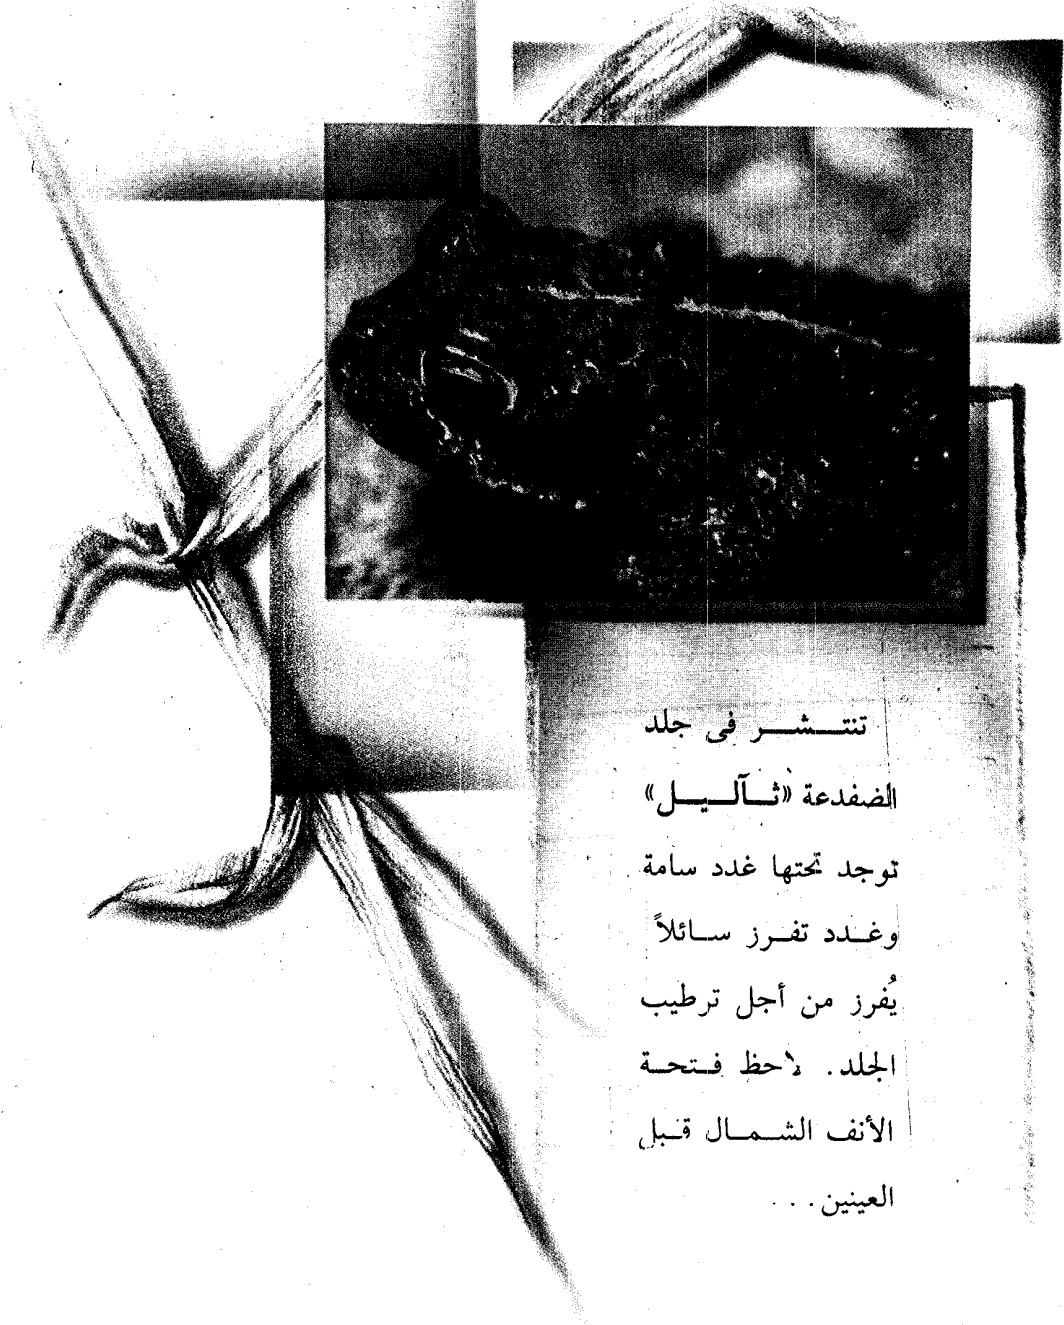 تنتشر فى جلد
الضفدعة «ثآليل»
توجد تحتها غدد سامة
وغدد تفرز سائلاً
يُفرز من أجل ترطيب
الجلد. لاحظ فتحة
الأنف الشمال قبل
العينين...